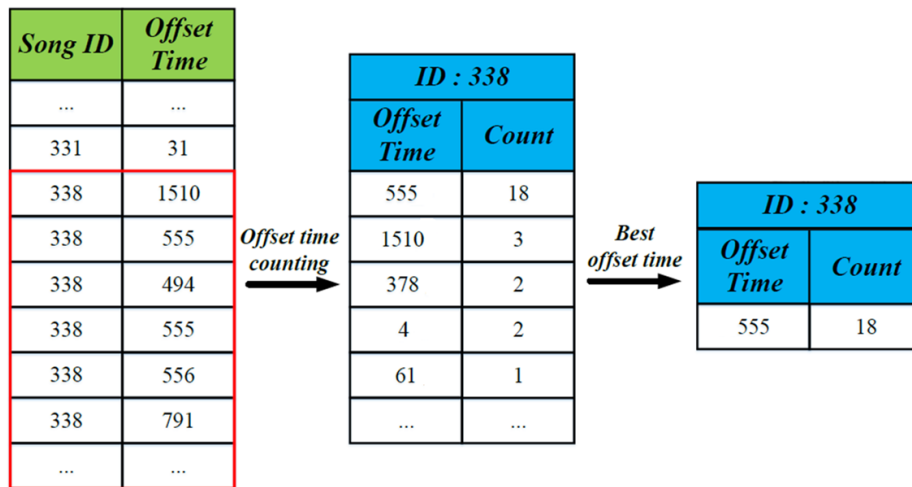 Song ID Offset Time
... ...
331 31
338 1510
338 555
338 494
338 555
338 556
338 791
... ...
Offset time
counting
ID : 338
Offset Time Count
555 18
1510 3
378 2
4 2
61 1
... ...
Best
offset time
ID : 338
Offset Time Count
555 18